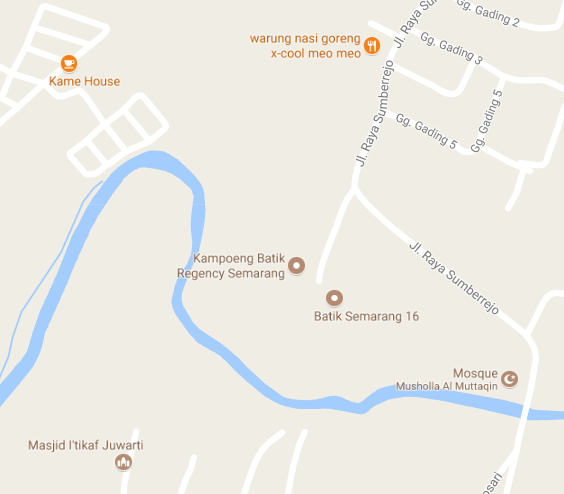 Gg. Gading 2
Jl. Raya Su
warung nasi goreng
x-cool meo meo
Gg. Gading 3
Kame House
Jl. Raya Sumberrejo
Gg. Gading 5
Gg. Gading 5
Kampoeng Batik
Regency Semarang
Jl. Raya Sumberrejo
Batik Semarang 16
Mosque
Musholla Al Muttaqin
Masjid I'tikaf Juwarti
osari